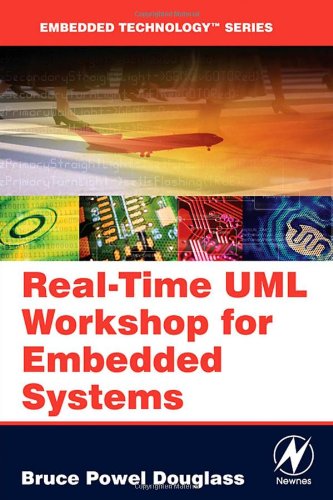 EMBEDDED TECHNOLOGY™ SERIES
Real-Time UML
Workshop for
Embedded
Systems
Bruce Powel Douglass
Newnes